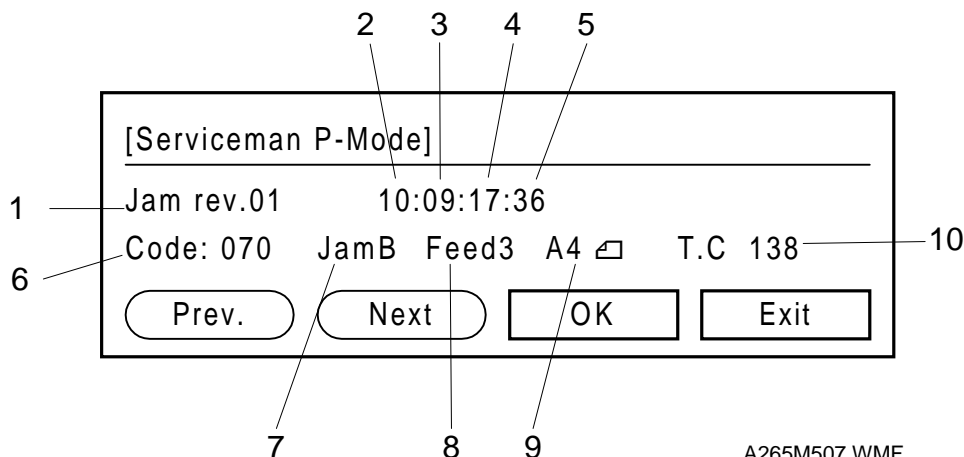 2 3 4 5
[Serviceman P-Mode]
1 Jam rev.01 10:09:17:36
6 Code: 070 JamB Feed3 A4 T.C 138 10
Prev. Next OK Exit
7 8 9
A265M507.WMF